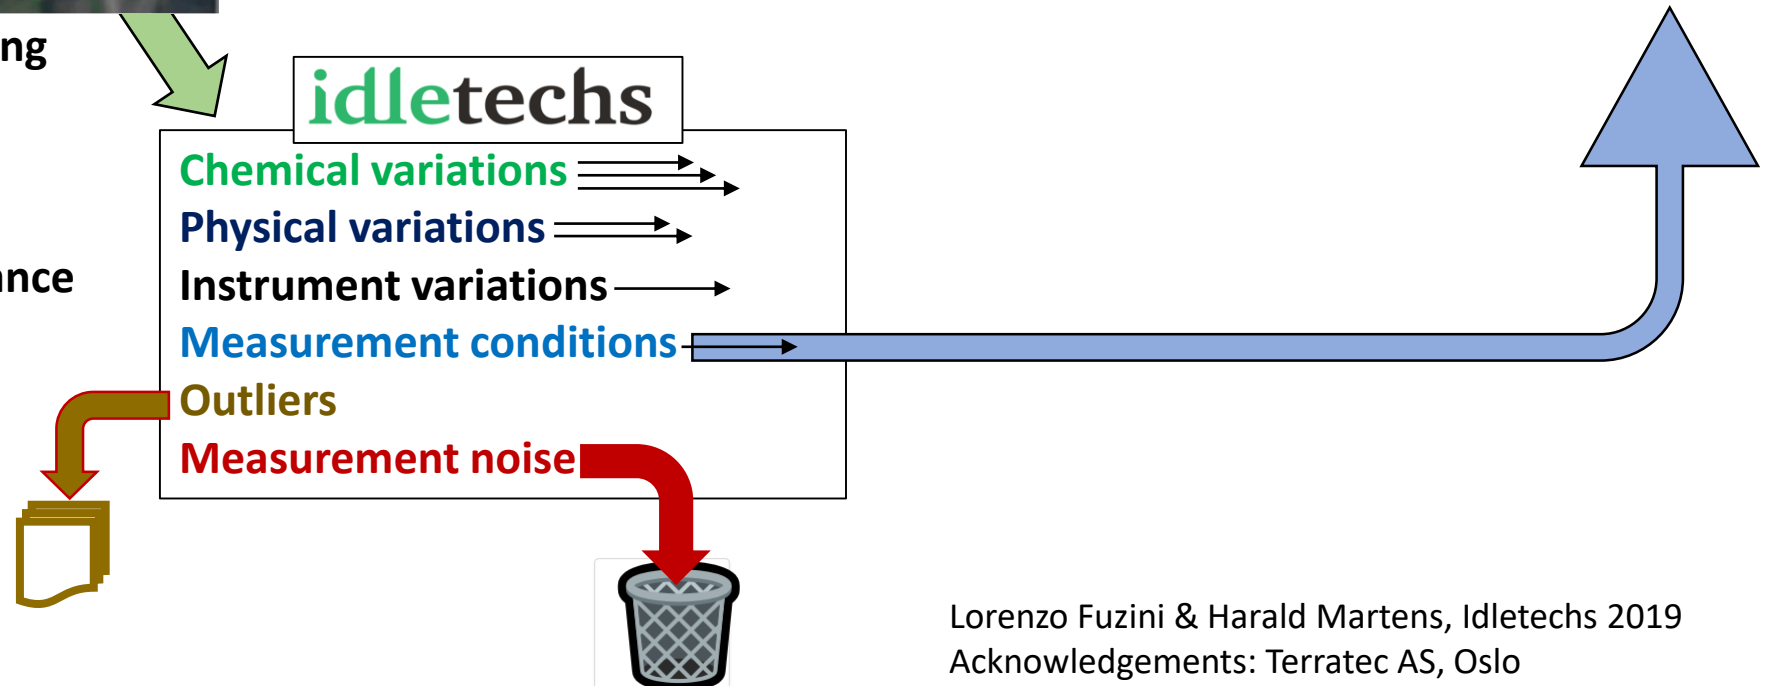 ng
idletechs
Chemical variations
Physical variations
ance
Instrument variations
Measurement conditions
Outliers
Measurement noise
Lorenzo Fuzini & Harald Martens, Idletechs 2019
Acknowledgements: Terratec AS, Oslo